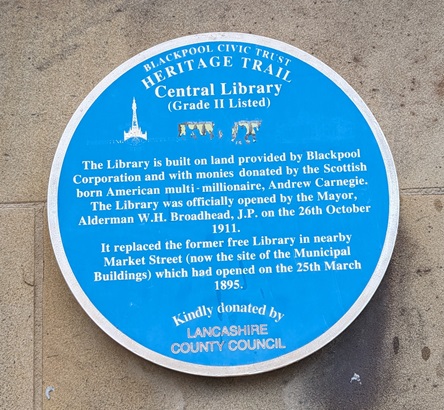 BLACKPOOL CIVIC TRUST
HERITAGE TRAIL
Central Library
(Grade II Listed)
The Library is built on land provided by Blackpool
Corporation and with monies donated by the Scottish
born American multi-millionaire, Andrew Carnegie.
The Library was officially opened by the Mayor,
Alderman W.H. Broadhead, J.P. on the 26th October
1911.
It replaced the former free Library in nearby
Market Street (now the site of the Municipal
Buildings) which had opened on the 25th March
1895.
Kindly donated by
LANCASHIRE
COUNTY COUNCIL